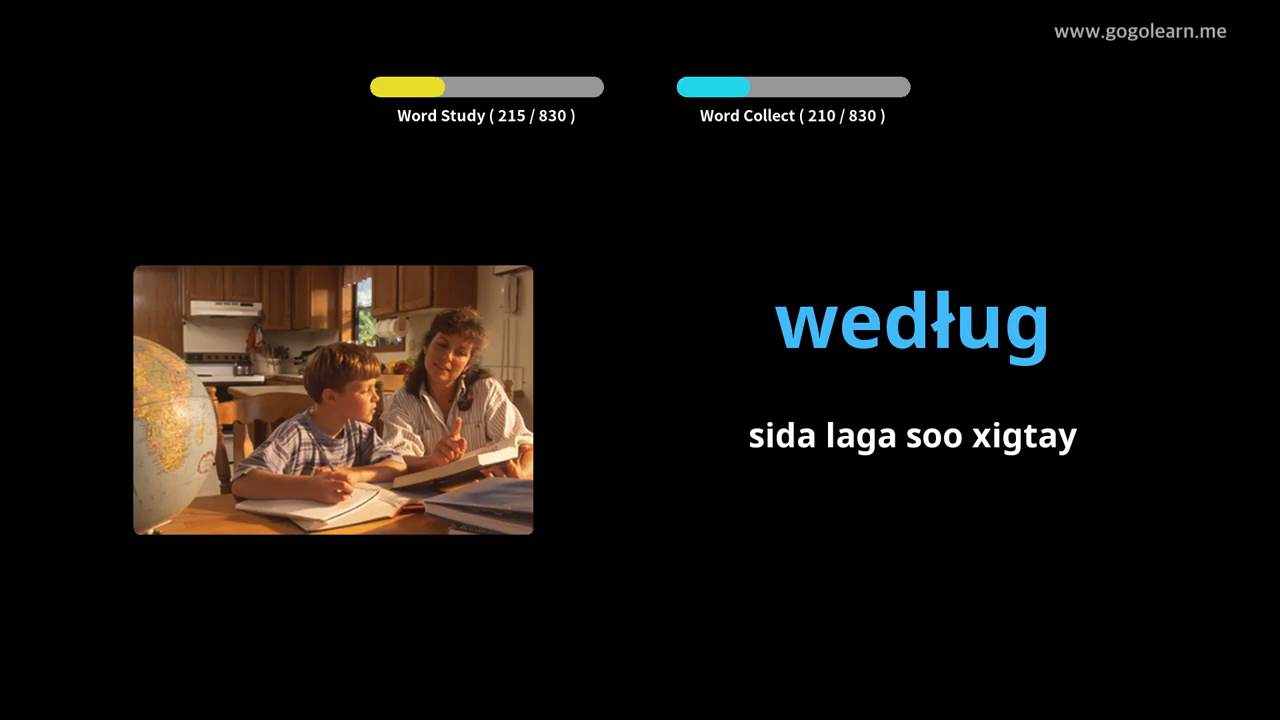 www.gogolearn.me
Word Study ( 215 / 830 )
Word Collect ( 210 / 830 )
według
sida laga soo xigtay